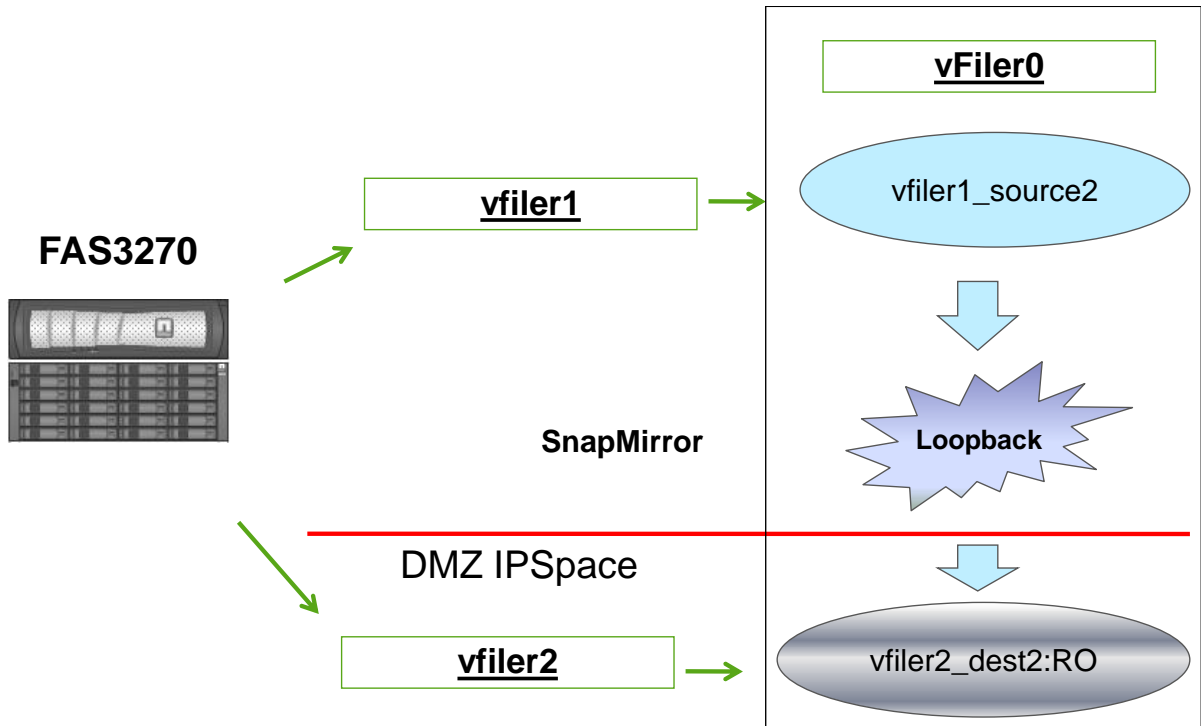 vFiler0
vfiler1_source2
vfiler1
FAS3270
SnapMirror
Loopback
DMZ IPSpace
vfiler2
vfiler2_dest2:RO